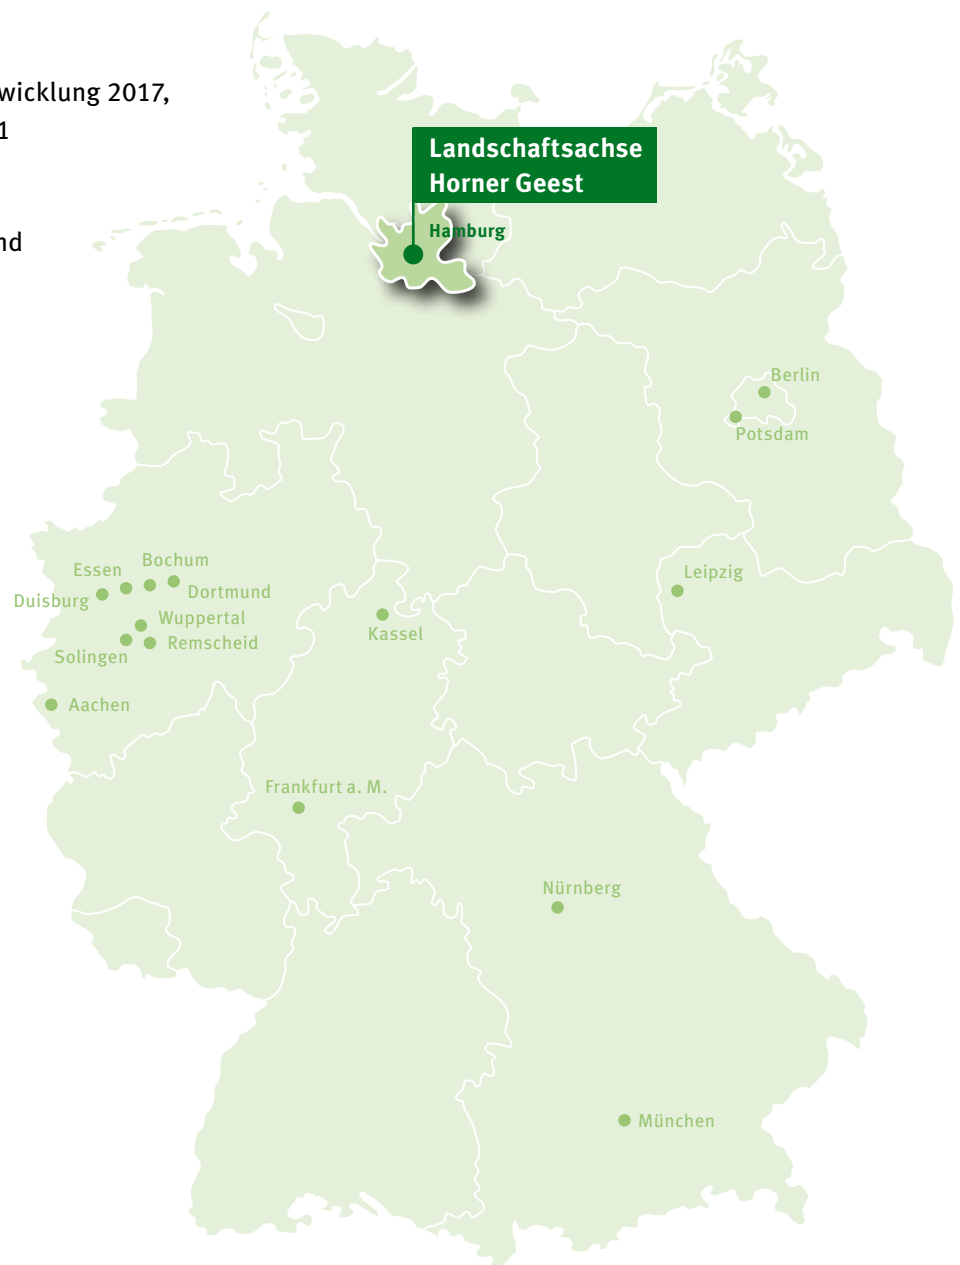 wicklung 2017,
1
nd
Landschaftsachse
Horner Geest
Hamburg
Berlin
Potsdam
Bochum
Essen
Dortmund
Duisburg
Wuppertal
Remscheid
Solingen
Aachen
Leipzig
Kassel
Frankfurt a. M.
Nürnberg
München